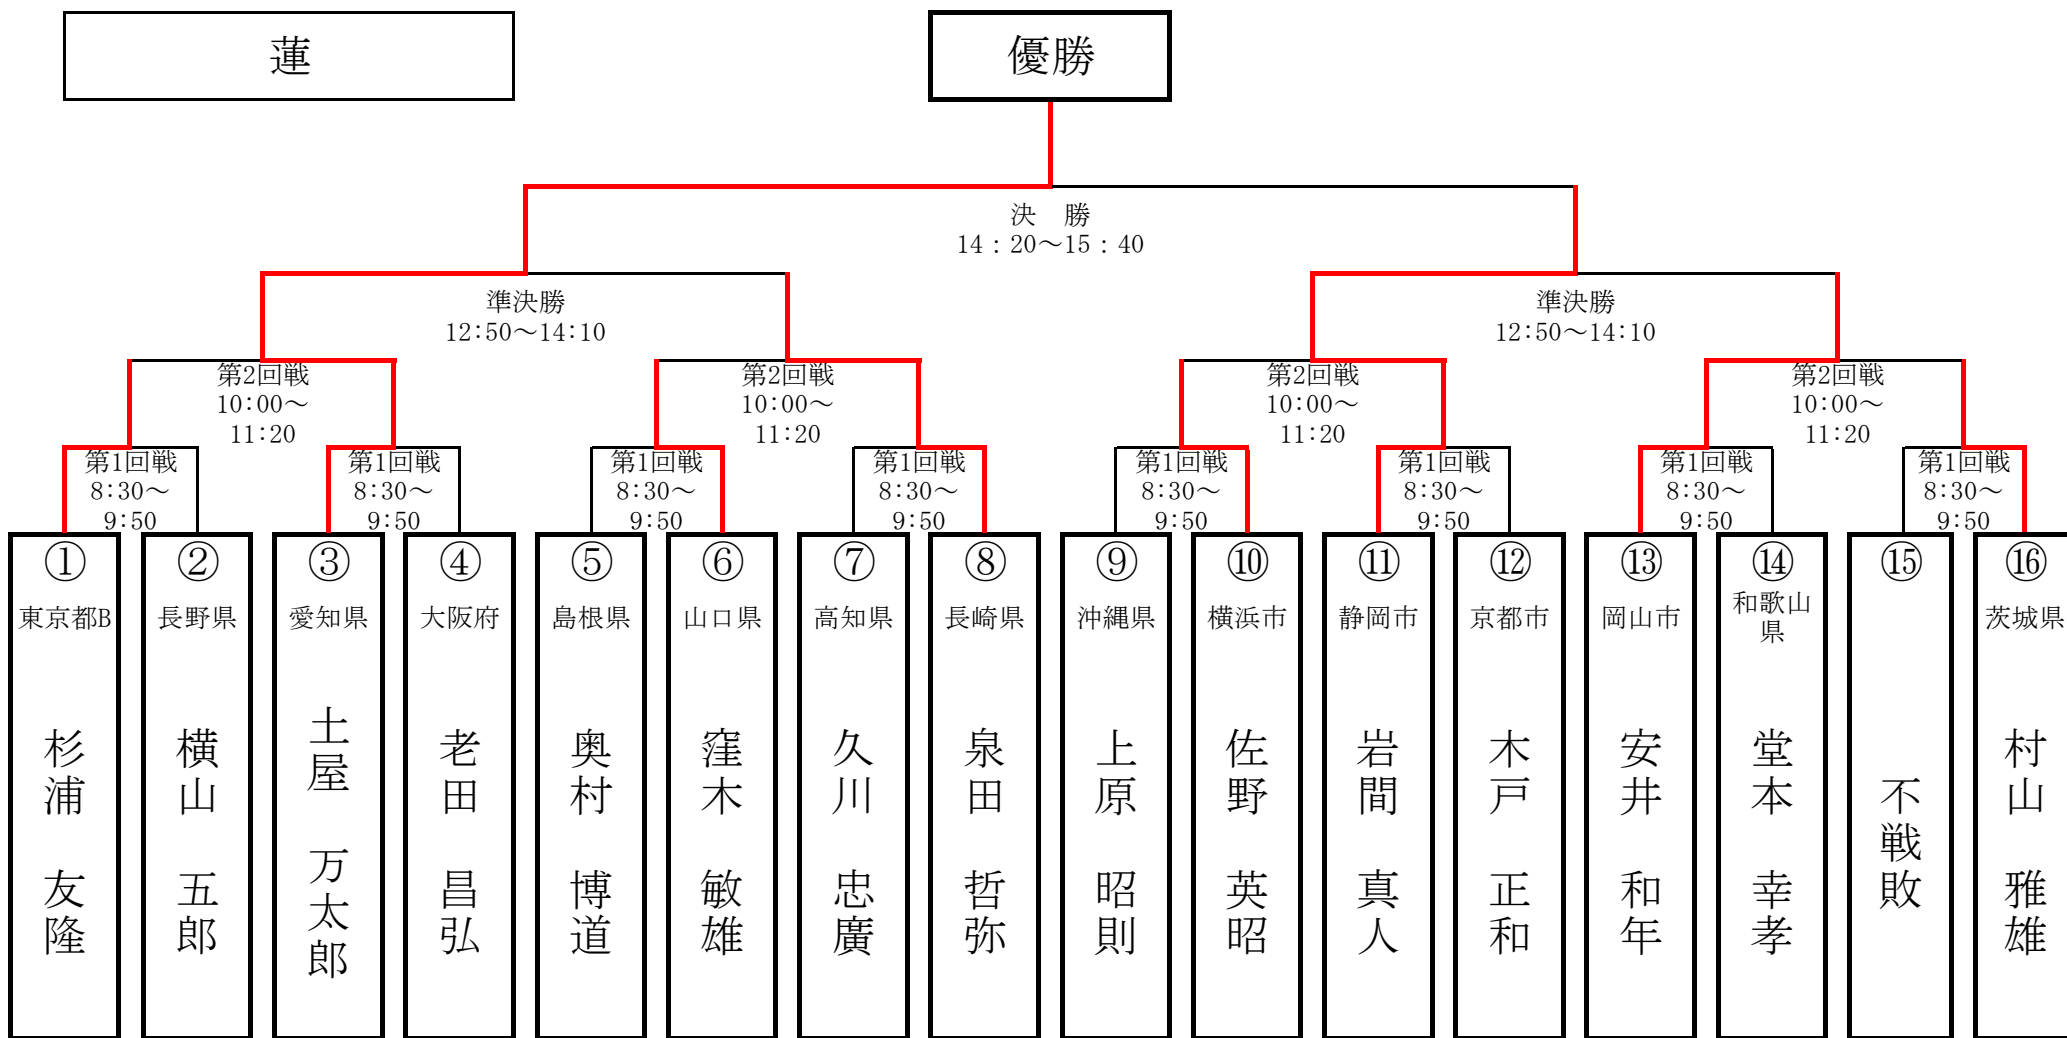 蓮
優勝
決　勝
14：20～15：40
準決勝
12:50～14:10
準決勝
12:50～14:10
第2回戦
10:00～
11:20
第2回戦
10:00～
11:20
第2回戦
10:00～
11:20
第2回戦
10:00～
11:20
第1回戦
8:30～
9:50
第1回戦
8:30～
9:50
第1回戦
8:30～
9:50
第1回戦
8:30～
9:50
第1回戦
8:30～
9:50
第1回戦
8:30～
9:50
第1回戦
8:30～
9:50
第1回戦
8:30～
9:50
①
東京都B
杉浦　友隆
②
長野県
横山　五郎
③
愛知県
土屋　万太郎
④
大阪府
老田　昌弘
⑤
島根県
奥村　博道
⑥
山口県
窪木　敏雄
⑦
高知県
久川　忠廣
⑧
長崎県
泉田　哲弥
⑨
沖縄県
上原　昭則
⑩
横浜市
佐野　英昭
⑪
静岡市
岩間　真人
⑫
京都市
木戸　正和
⑬
岡山市
安井　和年
⑭
和歌山
県
堂本　幸孝
⑮
不戦敗
⑯
茨城県
村山　雅雄